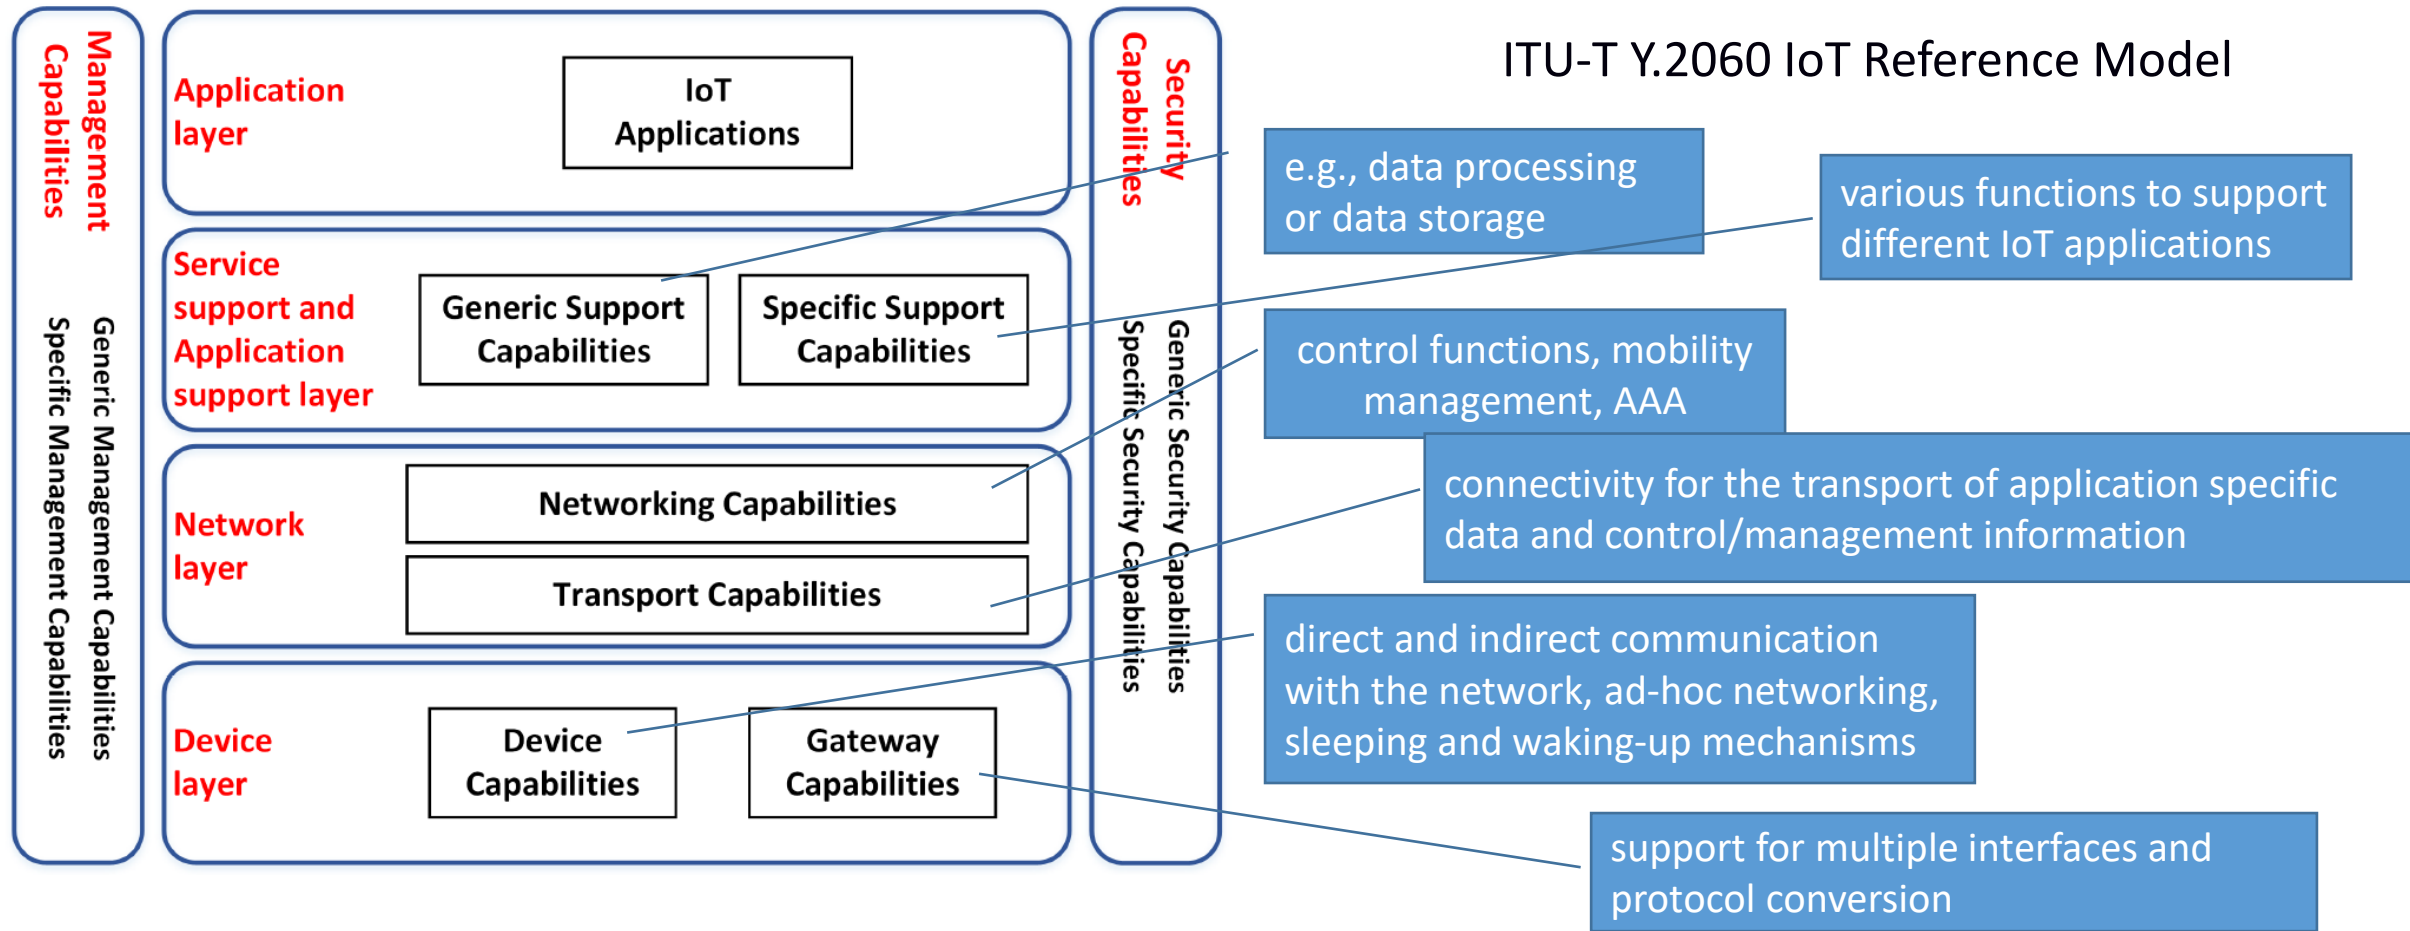 ITU-T Y.2060 IoT Reference Model
Management
Capabilities
Generic Management Capabilities
Specific Management Capabilities
Application
layer
IoT
Applications
Service
support and
Application
support layer
Generic Support
Capabilities
Specific Support
Capabilities
Network
layer
Networking Capabilities
Transport Capabilities
Device
layer
Device
Capabilities
Gateway
Capabilities
Security
Capabilities
Generic Security Capabilities
Specific Security Capabilities
e.g., data processing
or data storage
various functions to support
different IoT applications
control functions, mobility
management, AAA
connectivity for the transport of application specific
data and control/management information
direct and indirect communication
with the network, ad-hoc networking,
sleeping and waking-up mechanisms
support for multiple interfaces and
protocol conversion